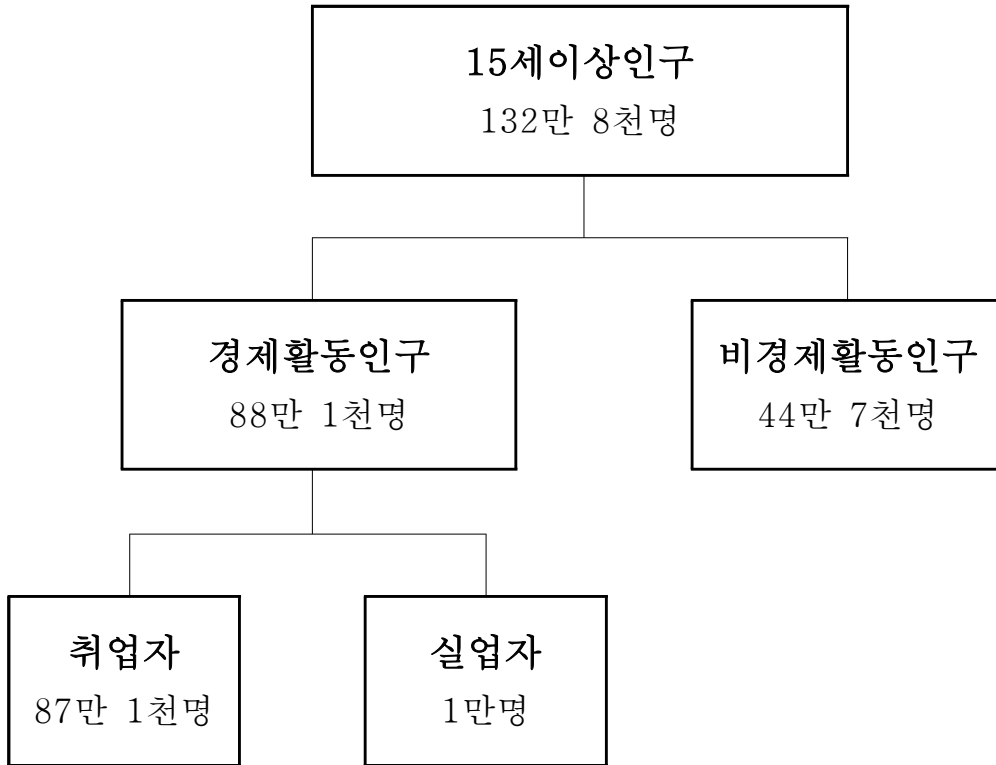 15세이상인구
132만 8천명
경제활동인구
88만 1천명
비경제활동인구
44만 7천명
취업자
87만 1천명
실업자
1만명